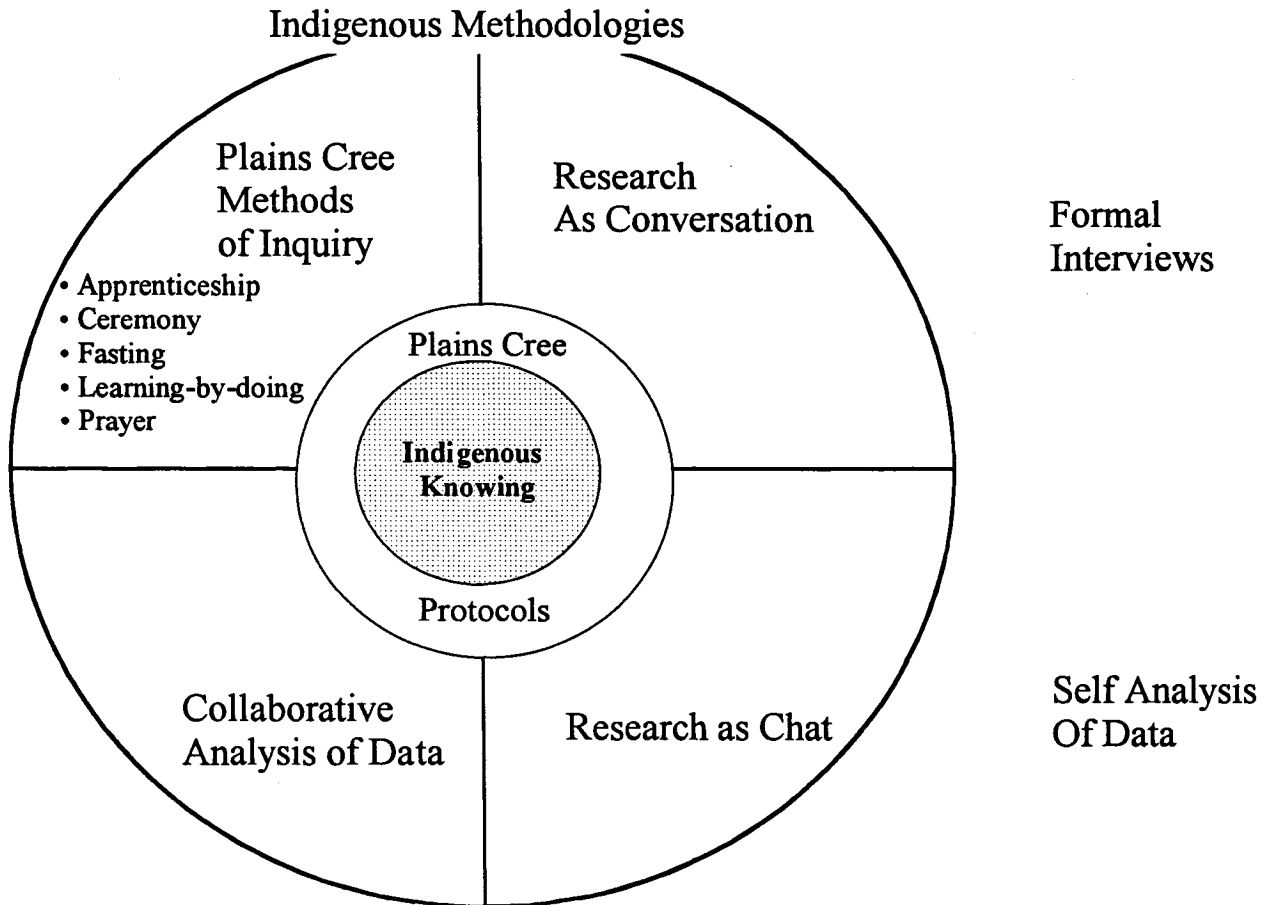 Indigenous Methodologies
Plains Cree
Methods
of Inquiry
• Apprenticeship
• Ceremony
• Fasting
• Learning-by-doing
• Prayer
Research
As Conversation
Formal
Interviews
Plains Cree
Indigenous
Knowing
Protocols
Collaborative
Analysis of Data
Research as Chat
Self Analysis
Of Data